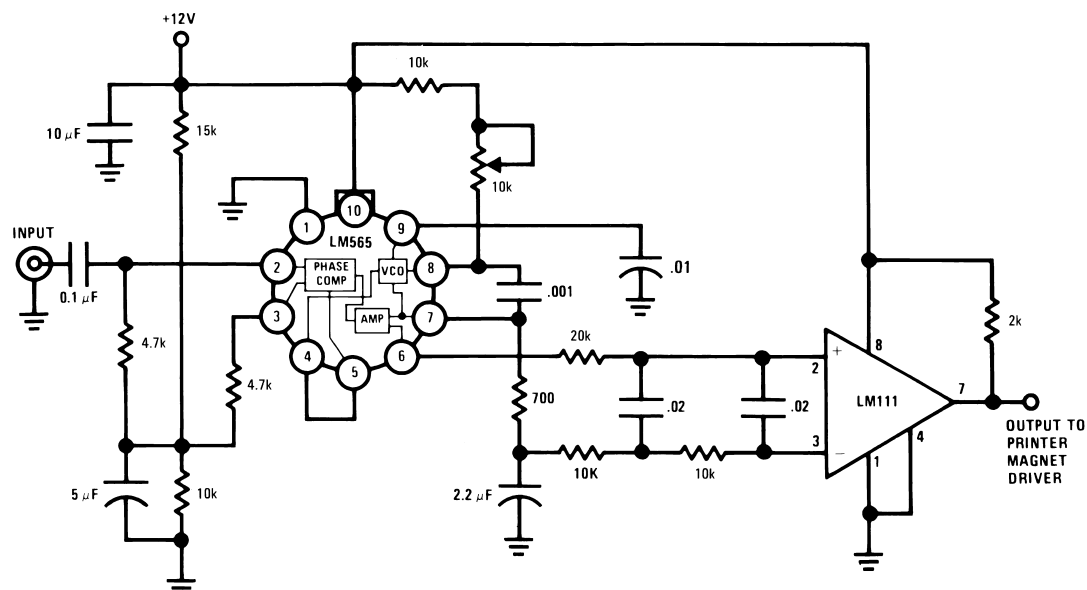 +12V
10k
10 µF
15k
10k
1
10
9
LM565
INPUT
2
PHASE
COMP
VCO
8
.01
0.1 µF
.001
3
AMP
7
2k
4.7k
4
5
6
20k
8
+
2
4.7k
700
.02
.02
LM111
7
OUTPUT TO
PRINTER
MAGNET
DRIVER
3
−
4
10K
10k
1
5 µF
10k
2.2 µF